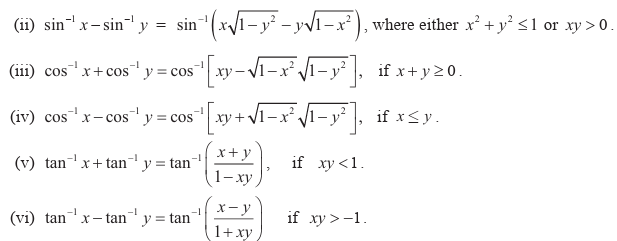 (ii) sin⁻¹ x – sin⁻¹ y = sin⁻¹ (x√(1–y²) – y√(1–x²)), where either x² + y² ≤ 1 or xy > 0.
(iii) cos⁻¹ x + cos⁻¹ y = cos⁻¹ [xy – √(1–x²) √(1–y²)], if x + y ≥ 0.
(iv) cos⁻¹ x – cos⁻¹ y = cos⁻¹ [xy + √(1–x²) √(1–y²)], if x ≤ y.
(v) tan⁻¹ x + tan⁻¹ y = tan⁻¹ ((x + y)/(1 – xy)), if xy < 1.
(vi) tan⁻¹ x – tan⁻¹ y = tan⁻¹ ((x – y)/(1 + xy)) if xy > –1.